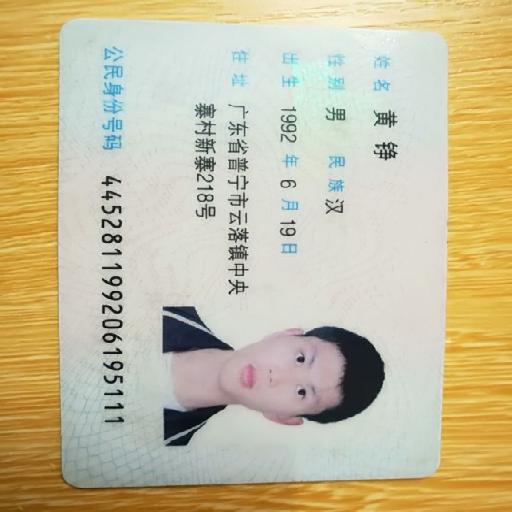 姓名 黄铮
性别 男 民族 汉
出生 1992 年 6 月 19 日
住址 广东省普宁市云落镇中央
寨村新寨218号
公民身份号码 445281199206195111